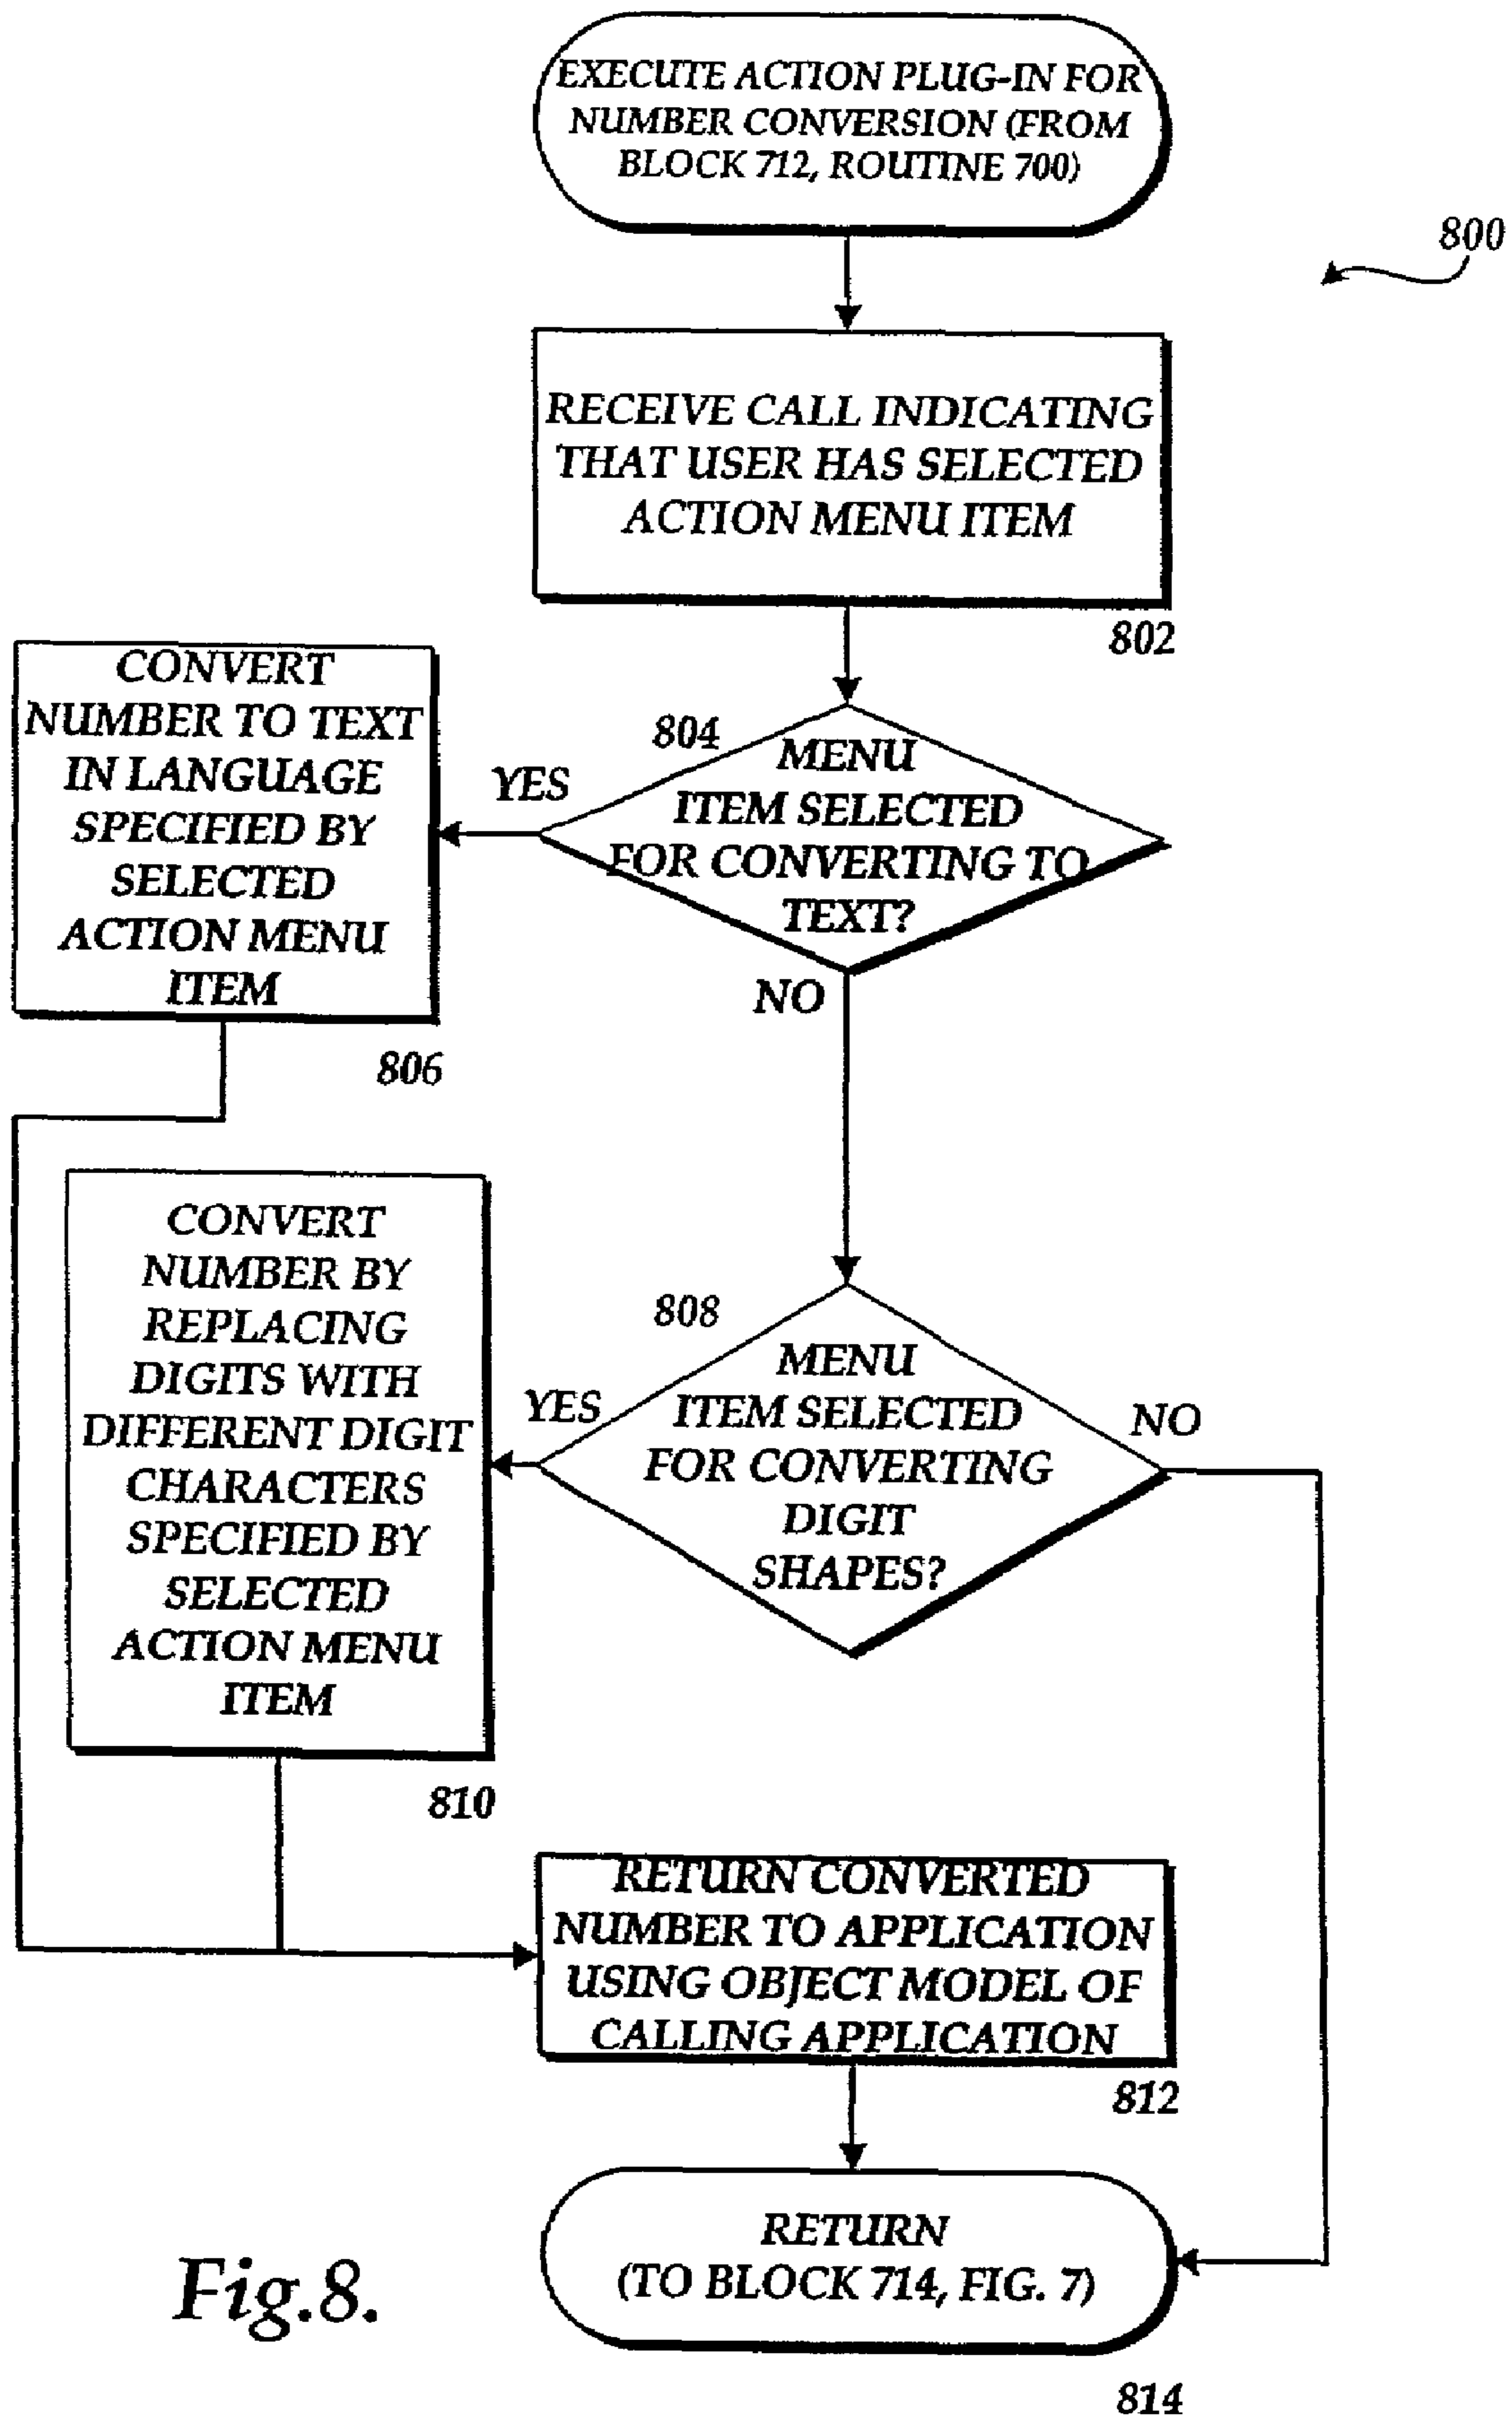 EXECUTE ACTION PLUG-IN FOR
NUMBER CONVERSION (FROM
BLOCK 712, ROUTINE 700)
800
RECEIVE CALL INDICATING
THAT USER HAS SELECTED
ACTION MENU ITEM
802
804
MENU
ITEM SELECTED
FOR CONVERTING TO
TEXT?
YES
NO
CONVERT
NUMBER TO TEXT
IN LANGUAGE
SPECIFIED BY
SELECTED
ACTION MENU
ITEM
806
808
MENU
ITEM SELECTED
FOR CONVERTING
DIGIT
SHAPES?
YES
NO
CONVERT
NUMBER BY
REPLACING
DIGITS WITH
DIFFERENT DIGIT
CHARACTERS
SPECIFIED BY
SELECTED
ACTION MENU
ITEM
810
RETURN CONVERTED
NUMBER TO APPLICATION
USING OBJECT MODEL OF
CALLING APPLICATION
812
RETURN
(TO BLOCK 714, FIG. 7)
814
Fig.8.